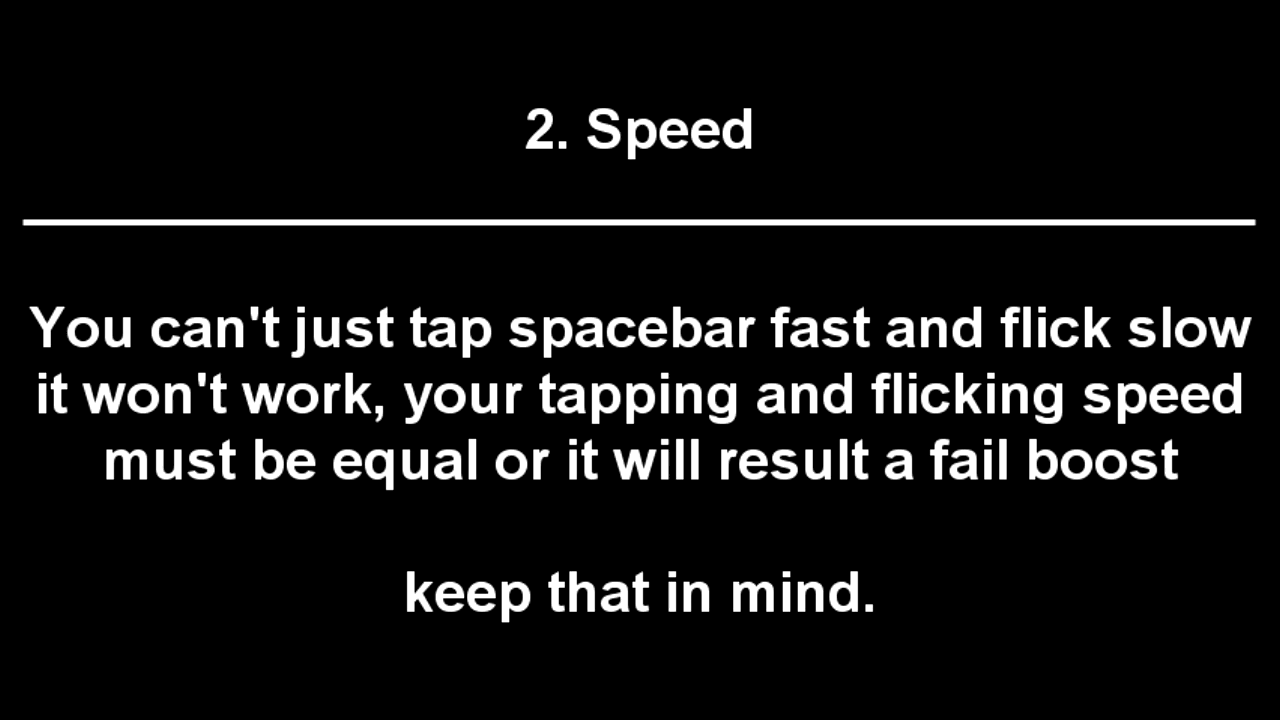 2. Speed
You can't just tap spacebar fast and flick slow
it won't work, your tapping and flicking speed
must be equal or it will result a fail boost
keep that in mind.